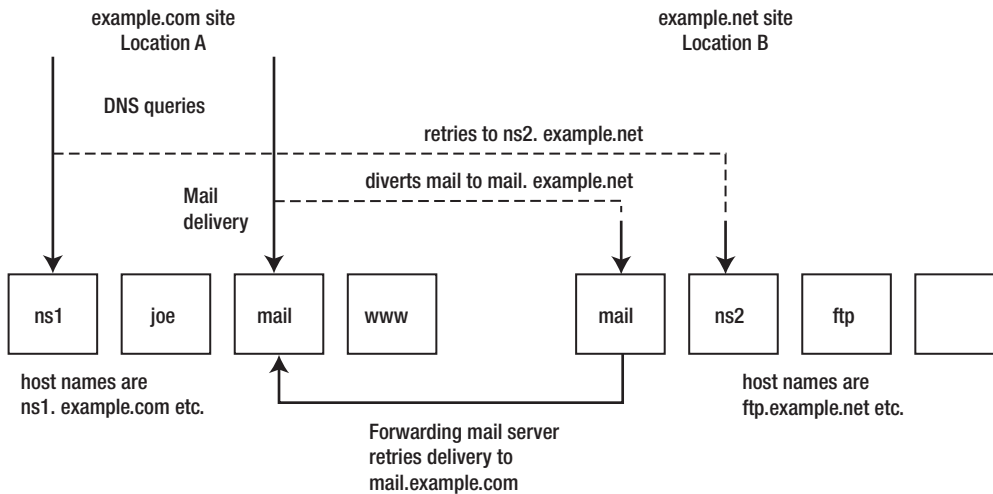 example.com site
Location A
example.net site
Location B
DNS queries
retries to ns2. example.net
diverts mail to mail. example.net
Mail
delivery
ns1
joe
mail
www
mail
ns2
ftp
host names are
ns1. example.com etc.
host names are
ftp.example.net etc.
Forwarding mail server
retries delivery to
mail.example.com